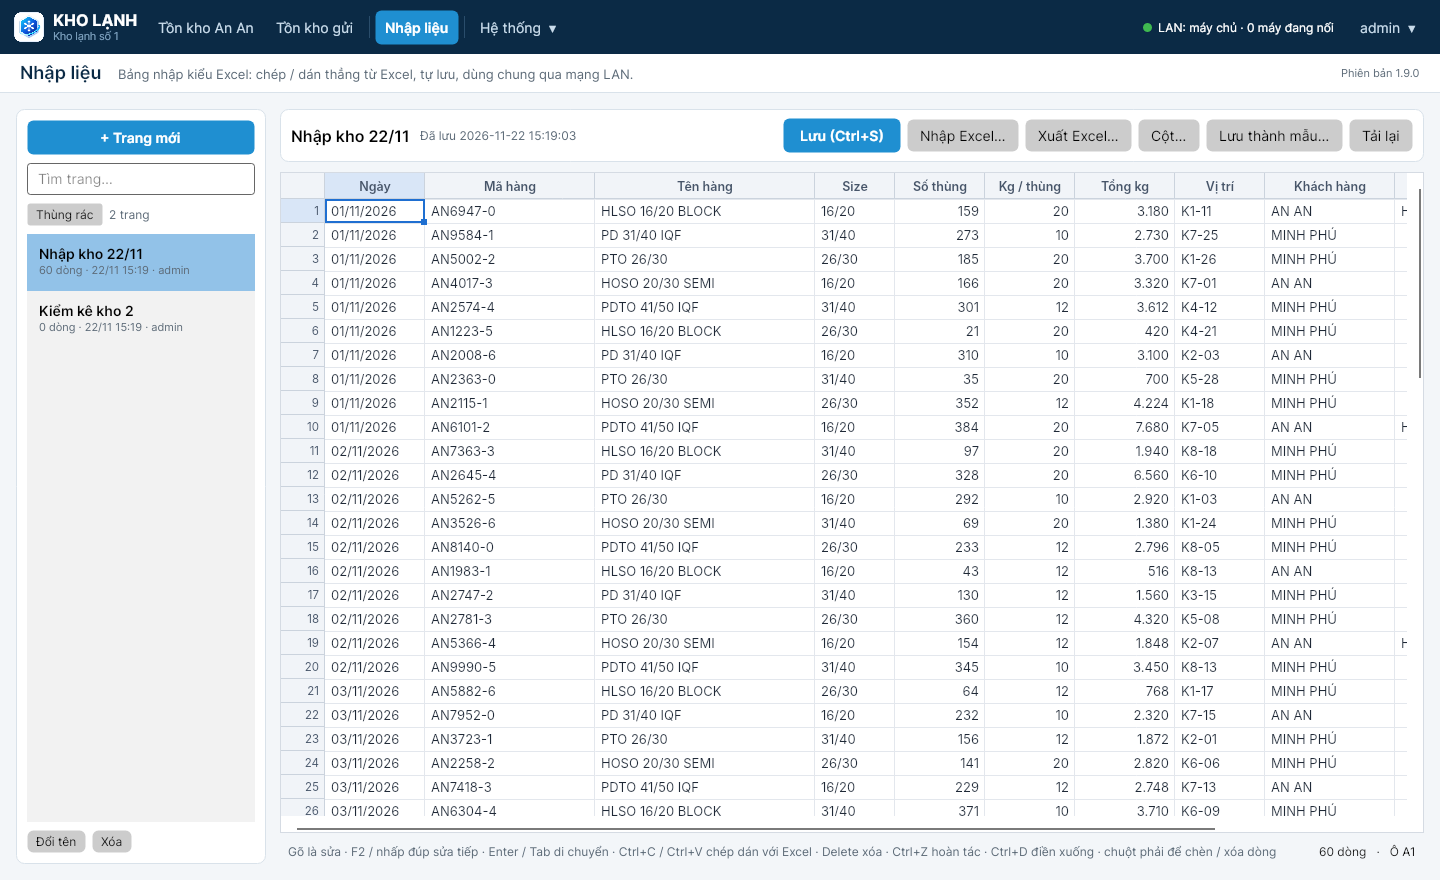 KHO LẠNH
Kho lạnh số 1
Tồn kho An An
Tồn kho gửi
Nhập liệu
Hệ thống ▾
LAN: máy chủ · 0 máy đang nối
admin ▾
Nhập liệu
Bảng nhập kiểu Excel: chép / dán thẳng từ Excel, tự lưu, dùng chung qua mạng LAN.
Phiên bản 1.9.0
+ Trang mới
Tìm trang...
Thùng rác
2 trang
Nhập kho 22/11
60 dòng · 22/11 15:19 · admin
Kiểm kê kho 2
0 dòng · 22/11 15:19 · admin
Đổi tên
Xóa
Nhập kho 22/11
Đã lưu 2026-11-22 15:19:03
Lưu (Ctrl+S)
Nhập Excel...
Xuất Excel...
Cột...
Lưu thành mẫu...
Tải lại
Ngày Mã hàng Tên hàng Size Số thùng Kg / thùng Tổng kg Vị trí Khách hàng
1 01/11/2026 AN6947-0 HLSO 16/20 BLOCK 16/20 159 20 3.180 K1-11 AN AN H
2 01/11/2026 AN9584-1 PD 31/40 IQF 31/40 273 10 2.730 K7-25 MINH PHÚ
3 01/11/2026 AN5002-2 PTO 26/30 26/30 185 20 3.700 K1-26 MINH PHÚ
4 01/11/2026 AN4017-3 HOSO 20/30 SEMI 16/20 166 20 3.320 K7-01 AN AN
5 01/11/2026 AN2574-4 PDTO 41/50 IQF 31/40 301 12 3.612 K4-12 MINH PHÚ
6 01/11/2026 AN1223-5 HLSO 16/20 BLOCK 26/30 21 20 420 K4-21 MINH PHÚ
7 01/11/2026 AN2008-6 PD 31/40 IQF 16/20 310 10 3.100 K2-03 AN AN
8 01/11/2026 AN2363-0 PTO 26/30 31/40 35 20 700 K5-28 MINH PHÚ
9 01/11/2026 AN2115-1 HOSO 20/30 SEMI 26/30 352 12 4.224 K1-18 MINH PHÚ
10 01/11/2026 AN6101-2 PDTO 41/50 IQF 16/20 384 20 7.680 K7-05 AN AN H
11 02/11/2026 AN7363-3 HLSO 16/20 BLOCK 31/40 97 20 1.940 K8-18 MINH PHÚ
12 02/11/2026 AN2645-4 PD 31/40 IQF 26/30 328 20 6.560 K6-10 MINH PHÚ
13 02/11/2026 AN5262-5 PTO 26/30 16/20 292 10 2.920 K1-03 AN AN
14 02/11/2026 AN3526-6 HOSO 20/30 SEMI 31/40 69 20 1.380 K1-24 MINH PHÚ
15 02/11/2026 AN8140-0 PDTO 41/50 IQF 26/30 233 12 2.796 K8-05 MINH PHÚ
16 02/11/2026 AN1983-1 HLSO 16/20 BLOCK 16/20 43 12 516 K8-13 AN AN
17 02/11/2026 AN2747-2 PD 31/40 IQF 31/40 130 12 1.560 K3-15 MINH PHÚ
18 02/11/2026 AN2781-3 PTO 26/30 26/30 360 12 4.320 K5-08 MINH PHÚ
19 02/11/2026 AN5366-4 HOSO 20/30 SEMI 16/20 154 12 1.848 K2-07 AN AN H
20 02/11/2026 AN9990-5 PDTO 41/50 IQF 31/40 345 10 3.450 K8-13 MINH PHÚ
21 03/11/2026 AN5882-6 HLSO 16/20 BLOCK 26/30 64 12 768 K1-17 MINH PHÚ
22 03/11/2026 AN7952-0 PD 31/40 IQF 16/20 232 10 2.320 K7-15 AN AN
23 03/11/2026 AN3723-1 PTO 26/30 31/40 156 12 1.872 K2-01 MINH PHÚ
24 03/11/2026 AN2258-2 HOSO 20/30 SEMI 26/30 141 20 2.820 K6-06 MINH PHÚ
25 03/11/2026 AN7418-3 PDTO 41/50 IQF 16/20 229 12 2.748 K7-13 AN AN
26 03/11/2026 AN6304-4 HLSO 16/20 BLOCK 31/40 371 10 3.710 K6-09 MINH PHÚ
Gõ là sửa · F2 / nhấp đúp sửa tiếp · Enter / Tab di chuyển · Ctrl+C / Ctrl+V chép dán với Excel · Delete xóa · Ctrl+Z hoàn tác · Ctrl+D điền xuống · chuột phải để chèn / xóa dòng
60 dòng · Ô A1